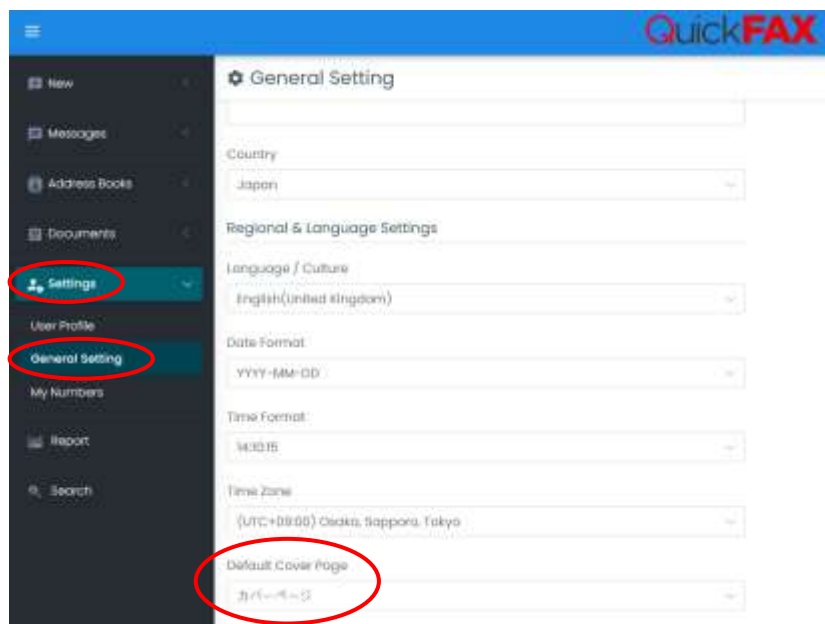 QuickFAX
New
Messages
Address Books
Documents
Settings
User Profile
General Setting
My Numbers
Report
Search
General Setting
Country
Japan
Regional & Language Settings
Language / Culture
English(United Kingdom)
Date Format
YYYY-MM-DD
Time Format
14:10:15
Time Zone
(UTC+09:00) Osaka, Sapporo, Tokyo
Default Cover Page
カバーページ